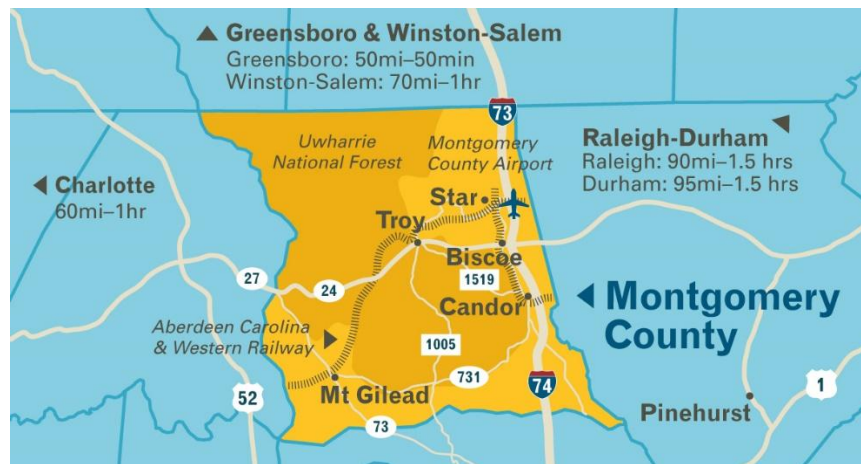 Greensboro & Winston-Salem
Greensboro: 50mi–50min
Winston-Salem: 70mi–1hr
73
Uwharrie
National Forest
Montgomery
County Airport
Raleigh-Durham
Raleigh: 90mi–1.5 hrs
Durham: 95mi–1.5 hrs
Charlotte
60mi–1hr
Star
Troy
Biscoe
27
24
1519
Candor
Montgomery
County
Aberdeen Carolina
& Western Railway
1005
731
74
1
52
Mt Gilead
73
Pinehurst